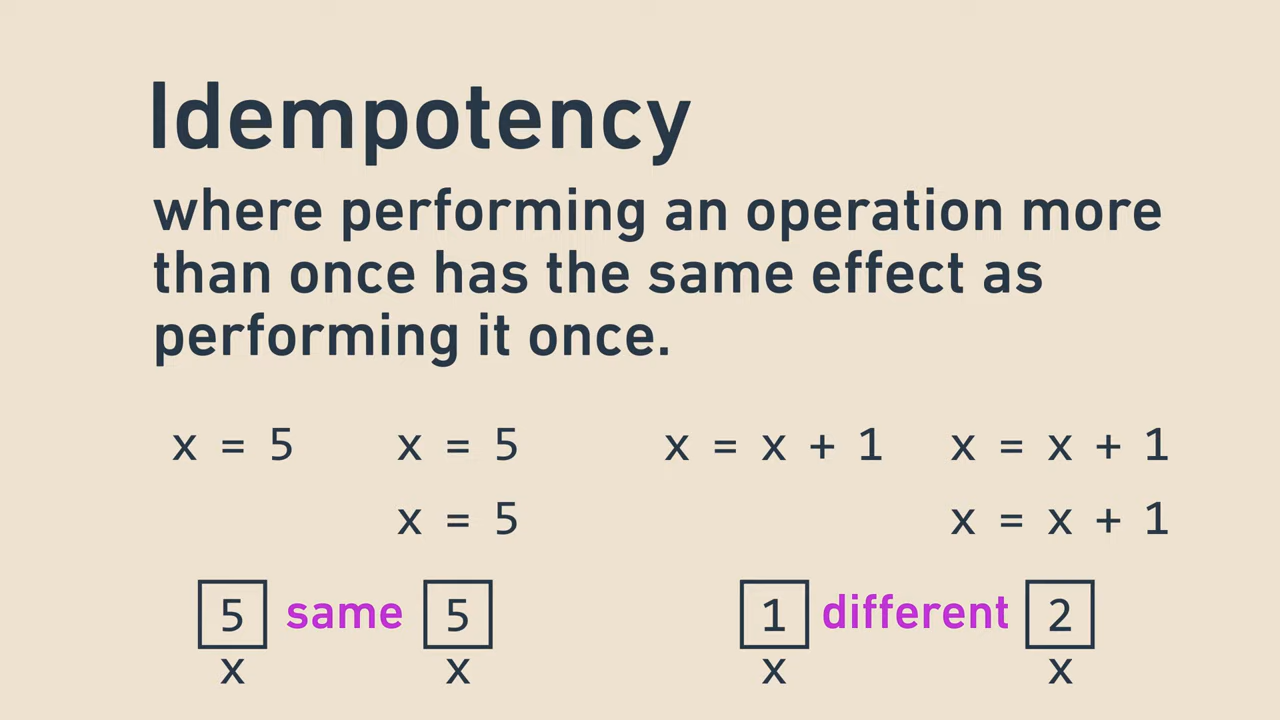 Idempotency
where performing an operation more
than once has the same effect as
performing it once.
x = 5 x = 5 x = x + 1 x = x + 1
x = 5 x = x + 1
5 same 5 1 different 2
x x x x